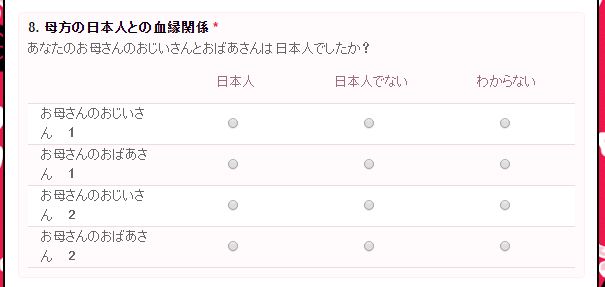 8. 母方の日本人との血縁関係 *
あなたのお母さんのおじいさんとおばあさんは日本人でしたか？
日本人 日本人でない わからない
お母さんのおじいさ
ん 1
お母さんのおばあさ
ん 1
お母さんのおじいさ
ん 2
お母さんのおばあさ
ん 2